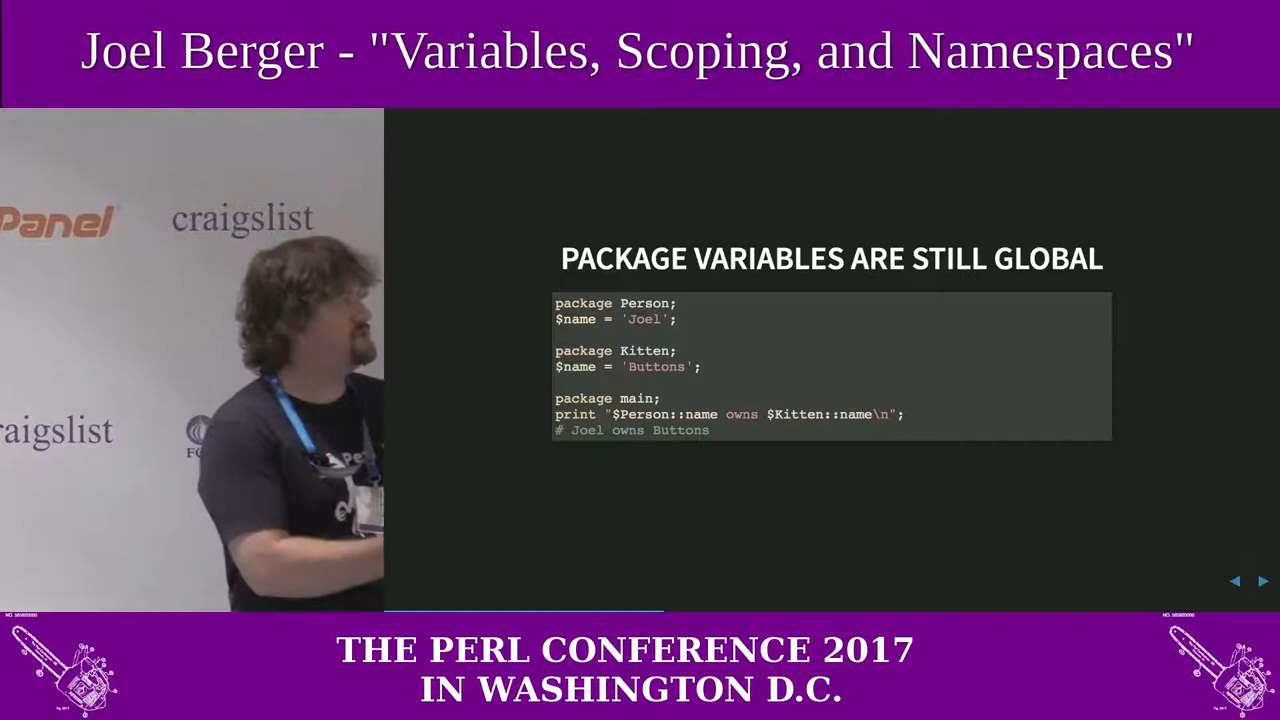 Joel Berger - "Variables, Scoping, and Namespaces"
Panel
craigslist
raigslist
PACKAGE VARIABLES ARE STILL GLOBAL
package Person;
$name = 'Joel';
package Kitten;
$name = 'Buttons';
package main;
print "$Person::name owns $Kitten::name\n";
# Joel owns Buttons
THE PERL CONFERENCE 2017
IN WASHINGTON D.C.